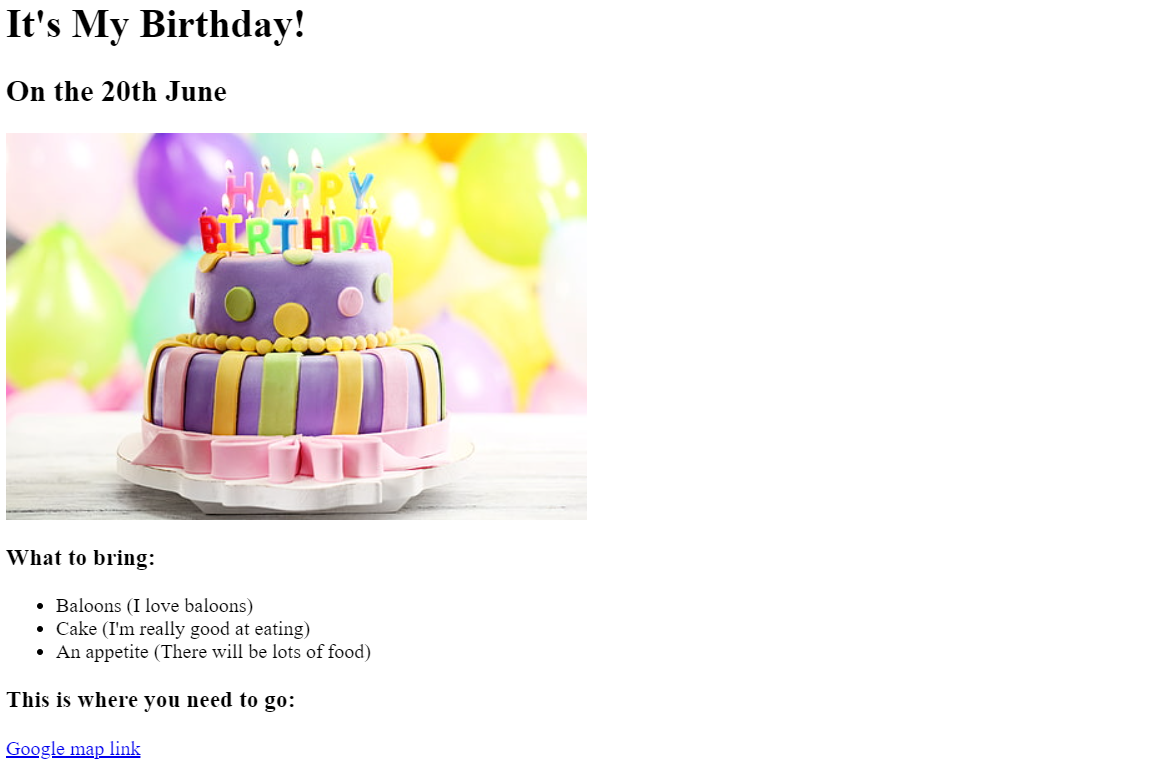 It's My Birthday!
On the 20th June
HAPPY
BIRTHDAY
What to bring:
Baloons (I love baloons)
Cake (I'm really good at eating)
An appetite (There will be lots of food)
This is where you need to go:
Google map link